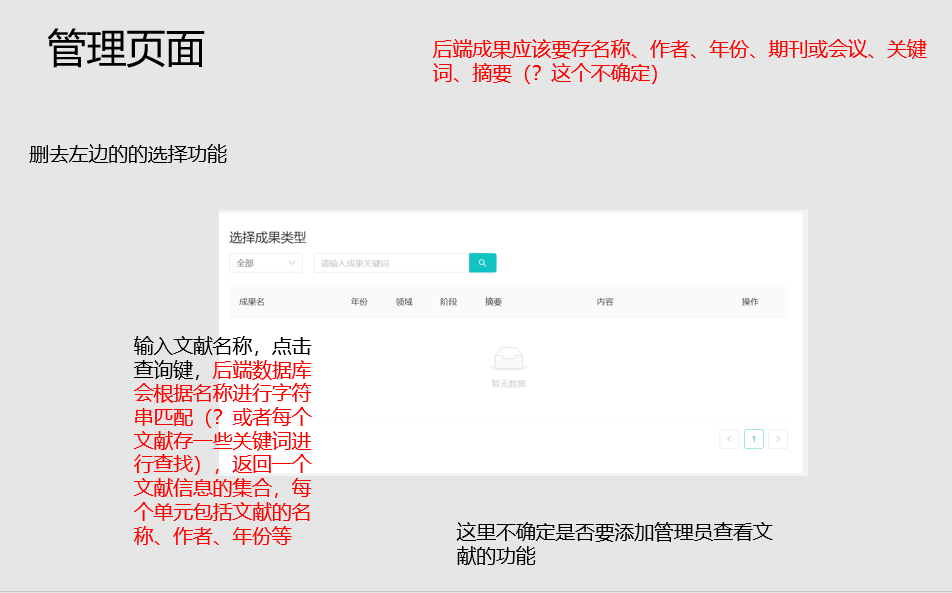 管理页面
后端成果应该要存名称、作者、年份、期刊或会议、关键
词、摘要（？这个不确定）
删去左边的的选择功能
选择成果类型
全部
请输入成果关键词
成果名 年份 领域 阶段 摘要 内容 操作
暂无数据
1
输入文献名称，点击
查询键，后端数据库
会根据名称进行字符
串匹配（？或者每个
文献存一些关键词进
行查找），返回一个
文献信息的集合，每
个单元包括文献的名
称、作者、年份等
这里不确定是否要添加管理员查看文
献的功能